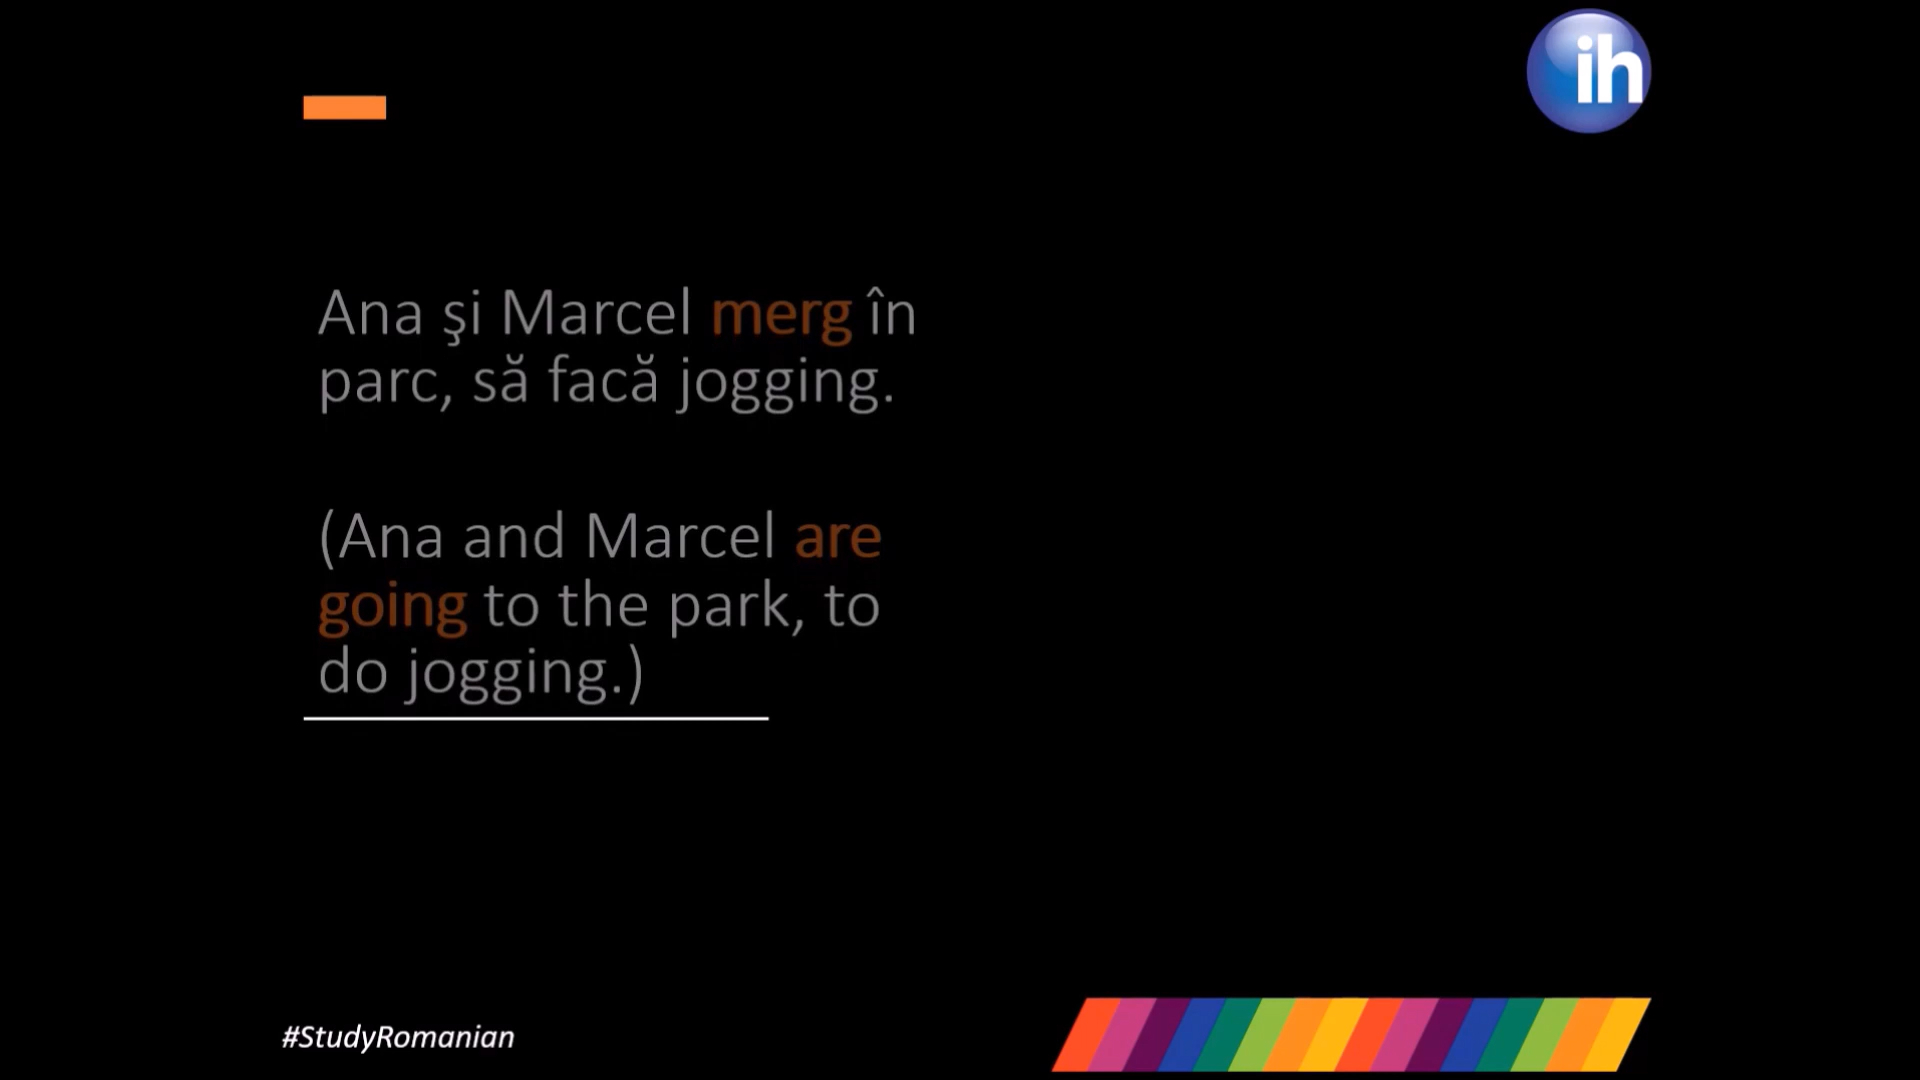 ih
Ana şi Marcel merg în
parc, să facă jogging.
(Ana and Marcel are
going to the park, to
do jogging.)
#StudyRomanian